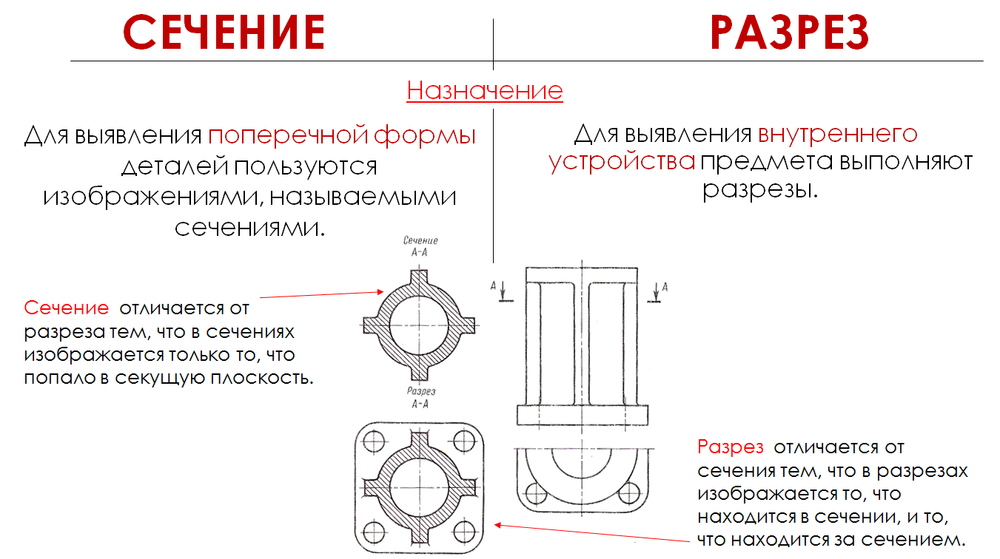 СЕЧЕНИЕ
РАЗРЕЗ
Назначение
Для выявления поперечной формы
деталей пользуются
изображениями, называемыми
сечениями.
Для выявления внутреннего
устройства предмета выполняют
разрезы.
Сечение
А-А
А
А
Сечение отличается от
разреза тем, что в сечениях
изображается только то, что
попало в секущую плоскость.
Разрез
А-А
Разрез отличается от
сечения тем, что в разрезах
изображается то, что
находится в сечении, и то,
что находится за сечением.